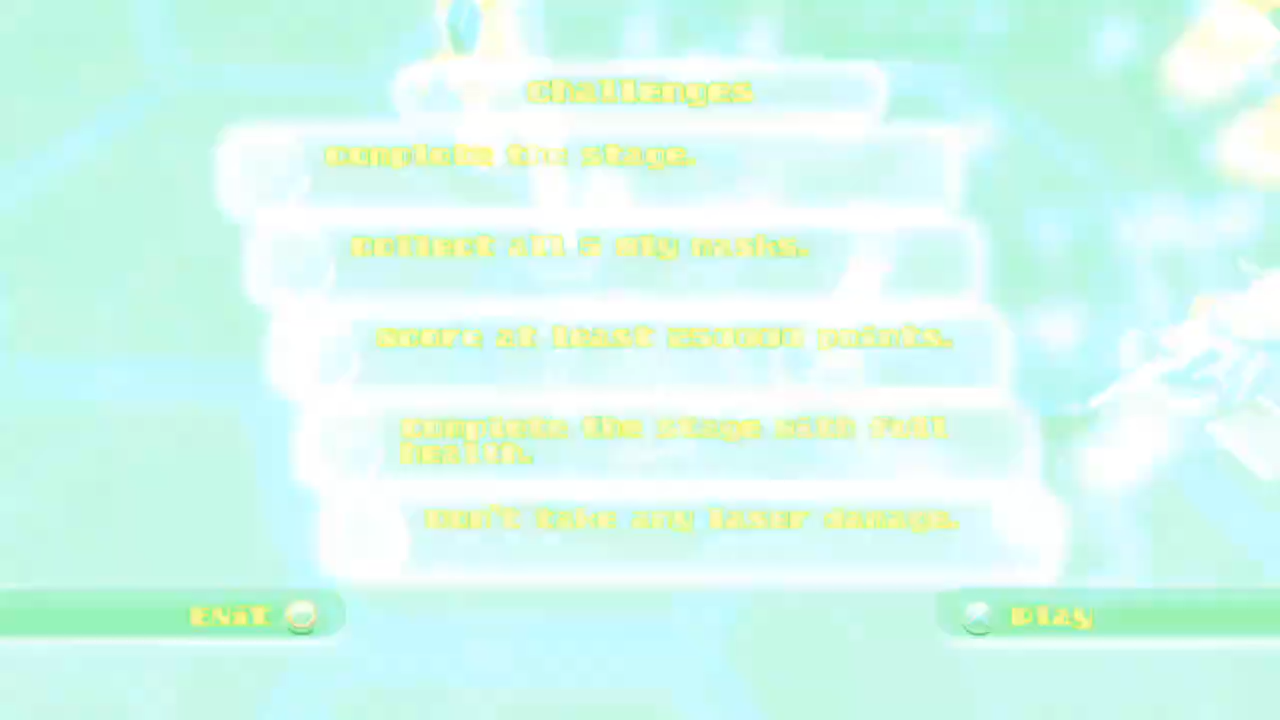 Challenges
Complete the stage.
Collect all 5 oly masks.
Score at least 250000 points.
Complete the stage with full
health.
Don't take any laser damage.
Exit
Play